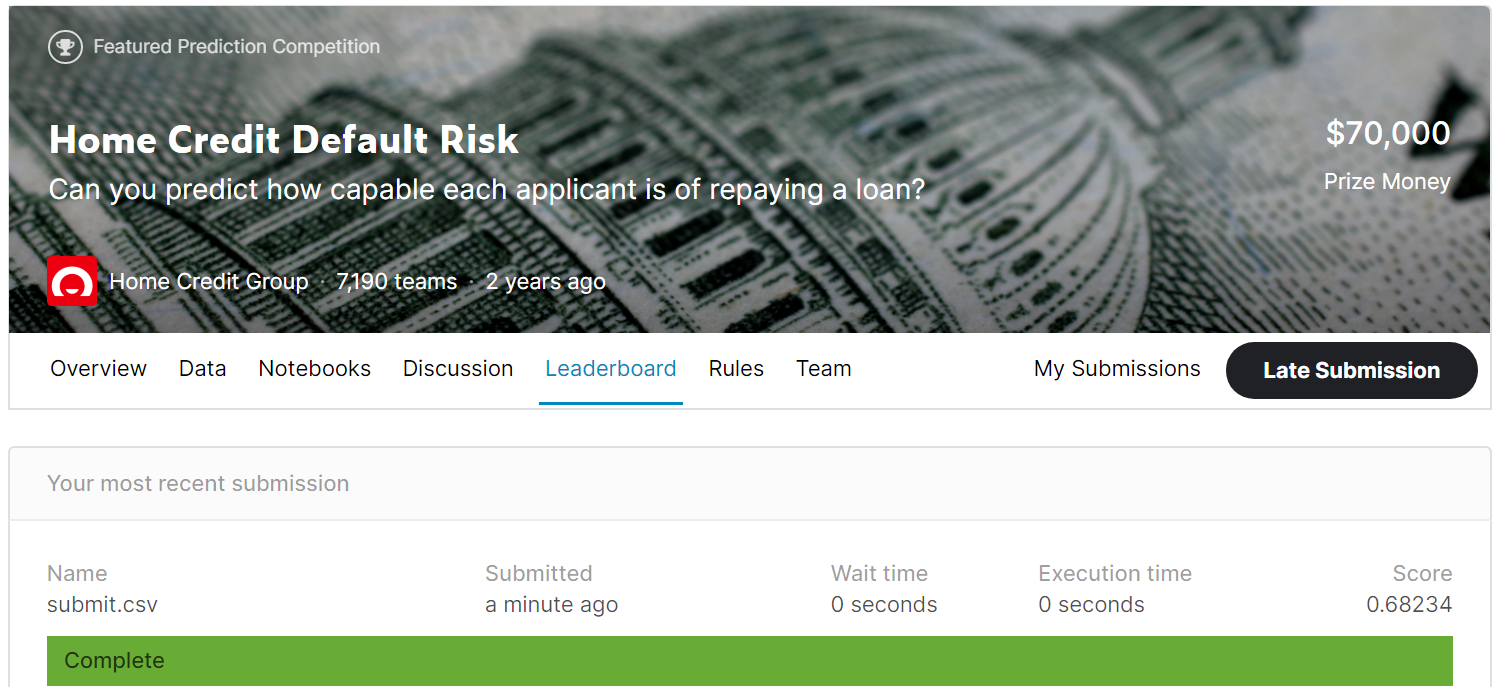 Featured Prediction Competition
Home Credit Default Risk
Can you predict how capable each applicant is of repaying a loan?
$70,000
Prize Money
Home Credit Group · 7,190 teams · 2 years ago
Overview Data Notebooks Discussion Leaderboard Rules Team My Submissions Late Submission
Your most recent submission
Name Submitted Wait time Execution time Score
submit.csv a minute ago 0 seconds 0 seconds 0.68234
Complete